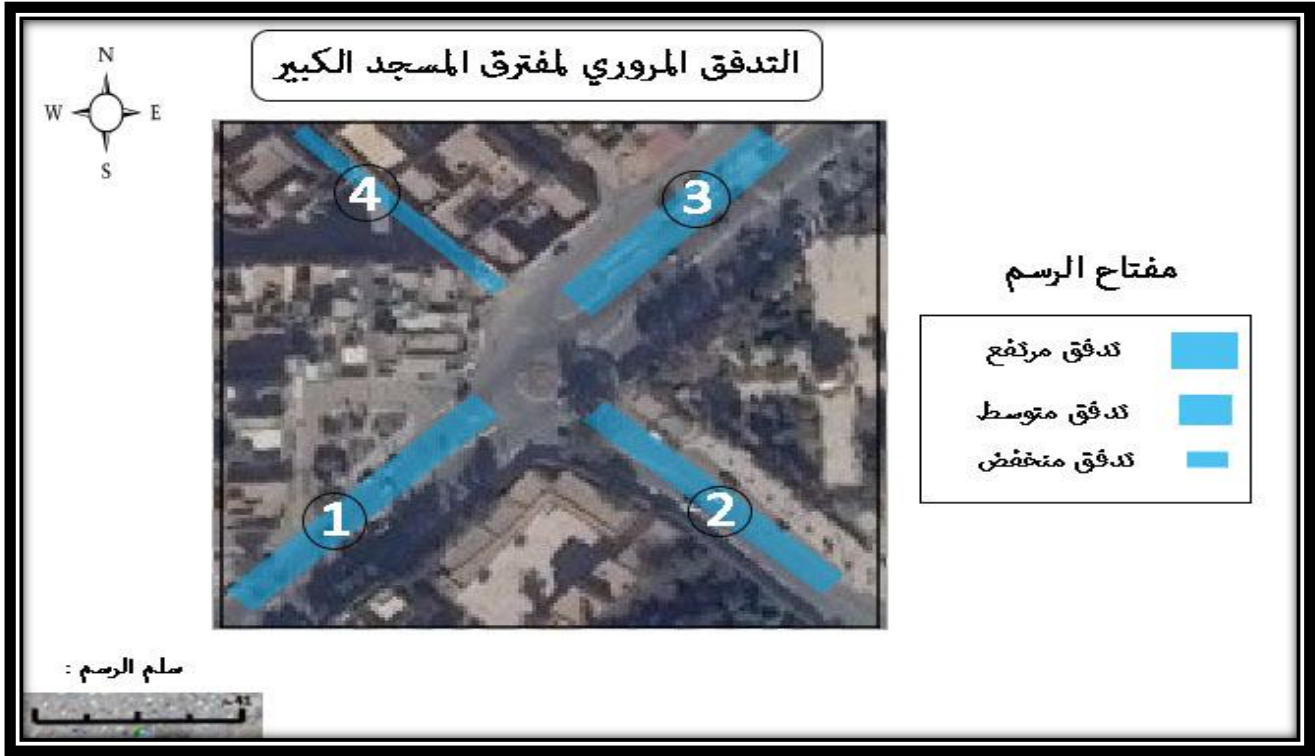 التدفق المروري لمفترق المسجد الكبير
N
W E
S
4
3
1
2
مفتاح الرسم
تدفق مرتفع
تدفق متوسط
تدفق منخفض
سلم الرسم :